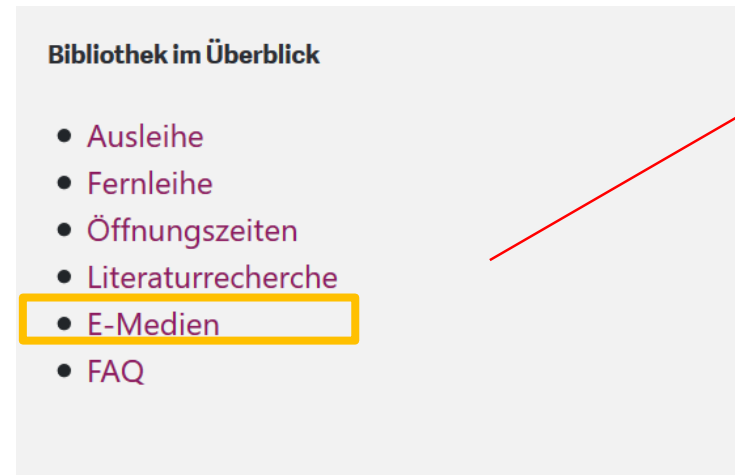 Bibliothek im Überblick
Ausleihe
Fernleihe
Öffnungszeiten
Literaturrecherche
E-Medien
FAQ